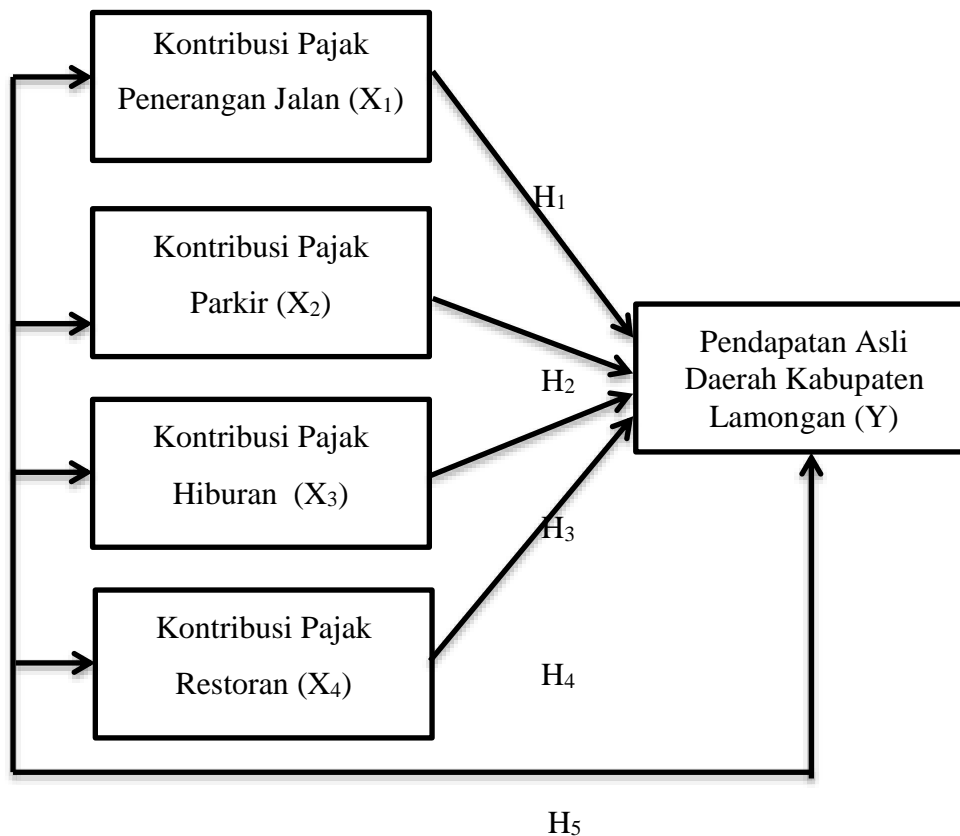 Kontribusi Pajak
Penerangan Jalan (X₁)
H₁
Kontribusi Pajak
Parkir (X₂)
H₂
Pendapatan Asli
Daerah Kabupaten
Lamongan (Y)
Kontribusi Pajak
Hiburan (X₃)
H₃
Kontribusi Pajak
Restoran (X₄)
H₄
H₅